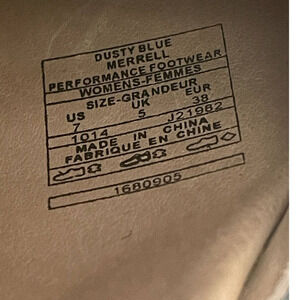 DUSTY BLUE
MERRELL
PERFORMANCE FOOTWEAR
WOMENS-FEMMES
SIZE-GRANDEUR
US UK EUR
7 5 38
1014 J21982
MADE IN CHINA
FABRIQUE EN CHINE
1680905